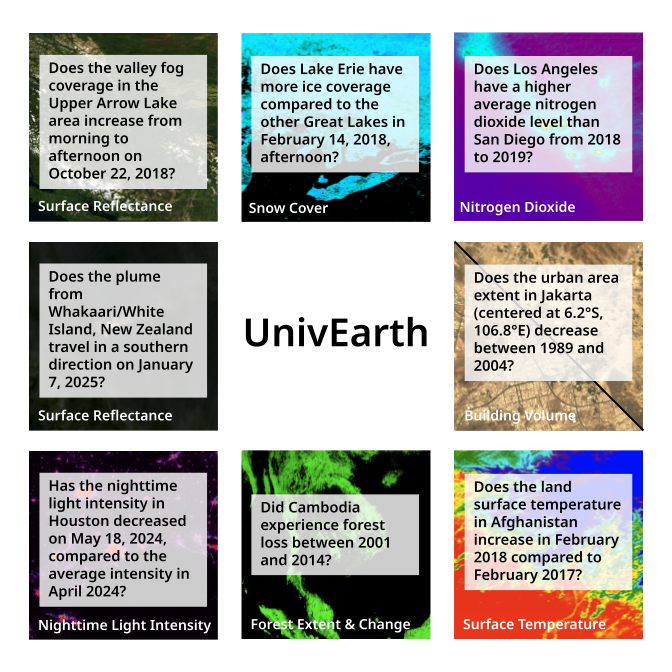 Does the valley fog
coverage in the
Upper Arrow Lake
area increase from
morning to
afternoon on
October 22, 2018?
Surface Reflectance
Does Lake Erie have
more ice coverage
compared to the
other Great Lakes in
February 14, 2018,
afternoon?
Snow Cover
Does Los Angeles
have a higher
average nitrogen
dioxide level than
San Diego from 2018
to 2019?
Nitrogen Dioxide
Does the plume
from
Whakaari/White
Island, New Zealand
travel in a southern
direction on January
7, 2025?
Surface Reflectance
UnivEarth
Does the urban area
extent in Jakarta
(centered at 6.2°S,
106.8°E) decrease
between 1989 and
2004?
Building Volume
Has the nighttime
light intensity in
Houston decreased
on May 18, 2024,
compared to the
average intensity in
April 2024?
Nighttime Light Intensity
Did Cambodia
experience forest
loss between 2001
and 2014?
Forest Extent & Change
Does the land
surface temperature
in Afghanistan
increase in February
2018 compared to
February 2017?
Surface Temperature